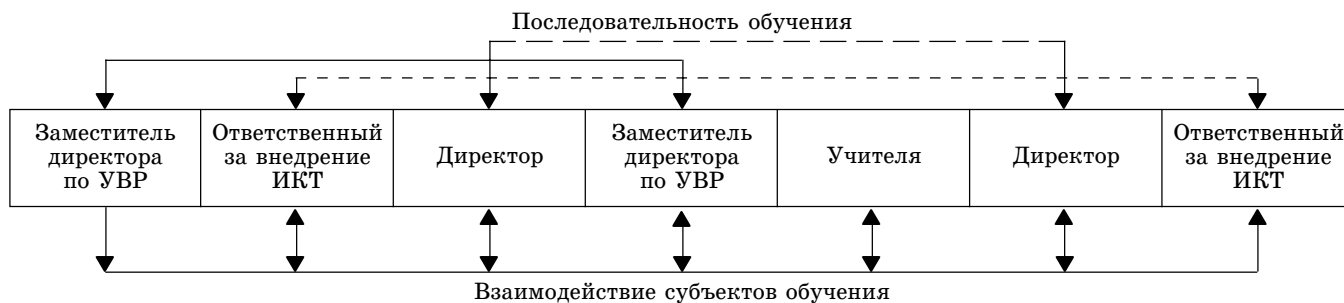 Последовательность обучения
Заместитель
директора
по УВР
Ответственный
за внедрение
ИКТ
Директор
Заместитель
директора
по УВР
Учителя
Директор
Ответственный
за внедрение
ИКТ
Взаимодействие субъектов обучения